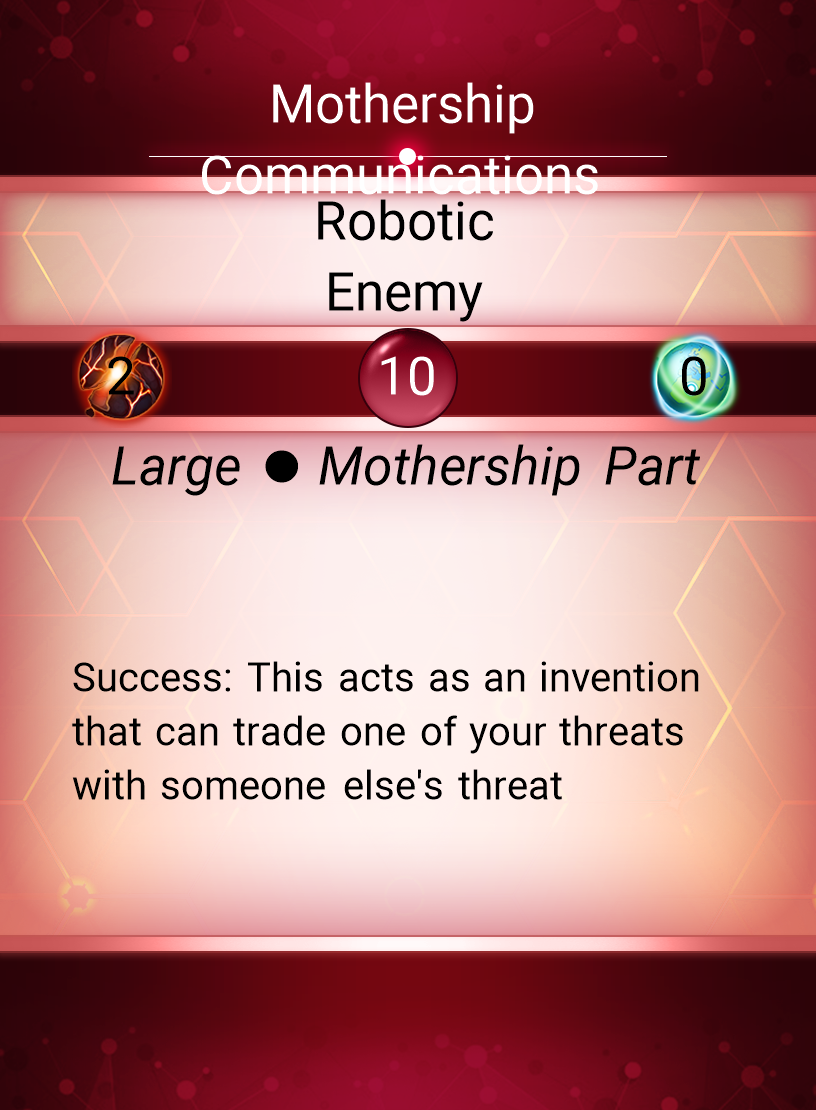 Mothership
Communications
Robotic
Enemy
2 10 0
Large ● Mothership Part
Success: This acts as an invention
that can trade one of your threats
with someone else's threat